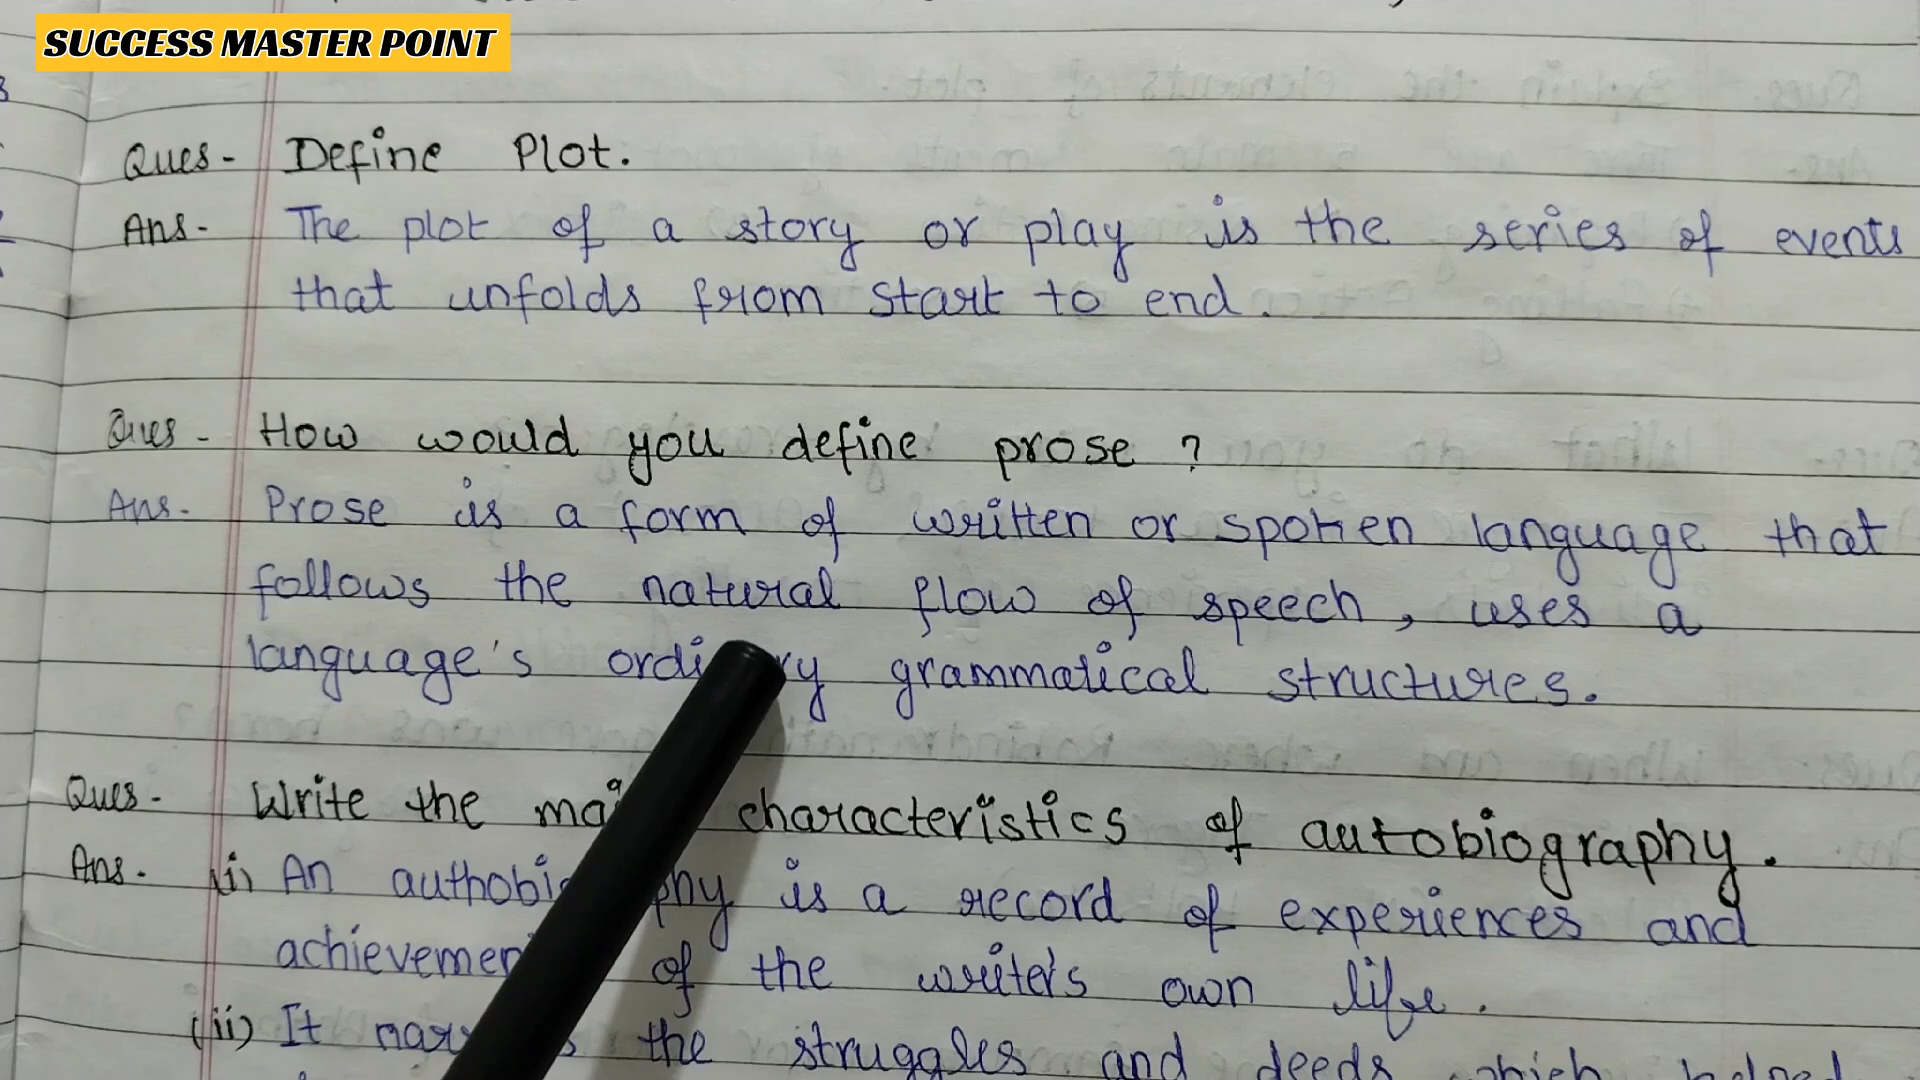 SUCCESS MASTER POINT
Ques- Define Plot.
Ans- The plot of a story or play is the series of events
that unfolds from start to end.
Ques - How would you define prose ?
Ans- Prose is a form of written or spoken language that
follows the natural flow of speech, uses a
language's grammatical structures.
Ques- Write the characteristics of autobiography.
Ans- (i) An is a record of experiences and
of the writer's own life.
(ii) It the struggles and deeds which helped